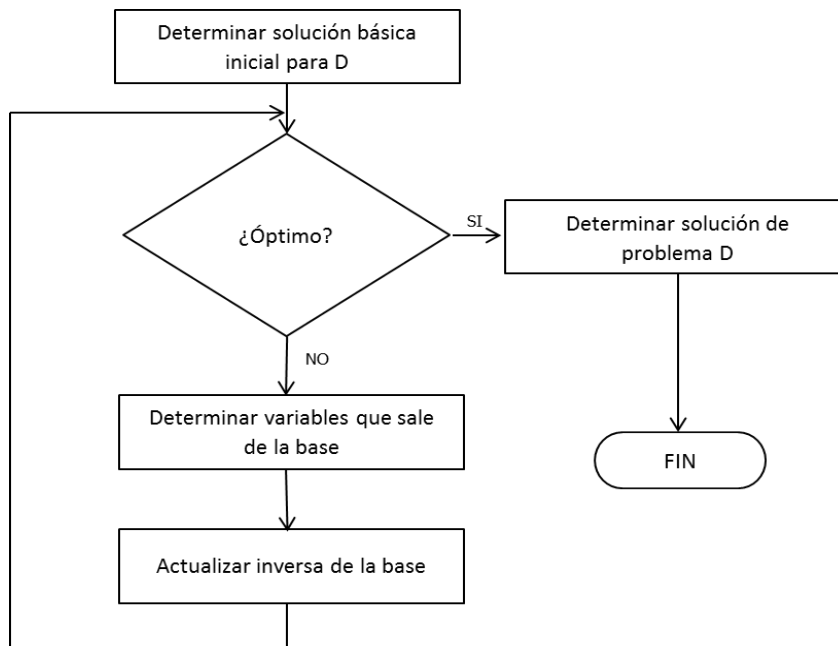 Determinar solución básica
inicial para D
¿Óptimo?
SI
Determinar solución de
problema D
NO
Determinar variables que sale
de la base
FIN
Actualizar inversa de la base